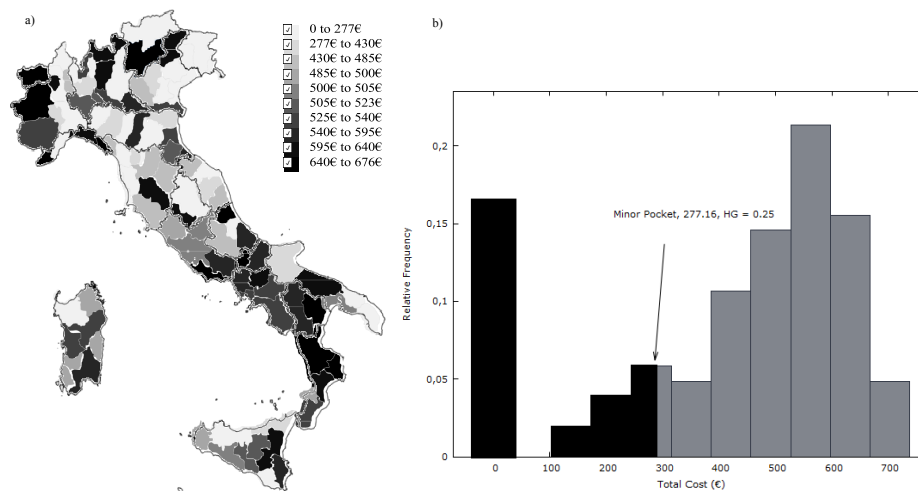 a)
0 to 277€
277€ to 430€
430€ to 485€
485€ to 500€
500€ to 505€
505€ to 523€
525€ to 540€
540€ to 595€
595€ to 640€
640€ to 676€
b)
0,2
0,15
0,1
0,05
0
Relative Frequency
Minor Pocket, 277.16, HG = 0.25
0 100 200 300 400 500 600 700
Total Cost (€)